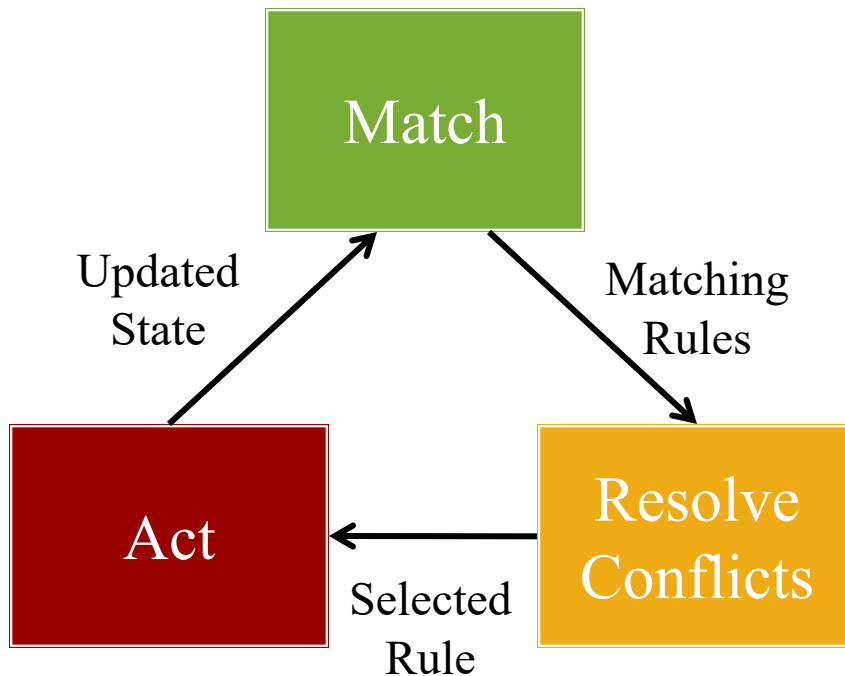 Match
Updated
State
Matching
Rules
Act
Resolve
Conflicts
Selected
Rule